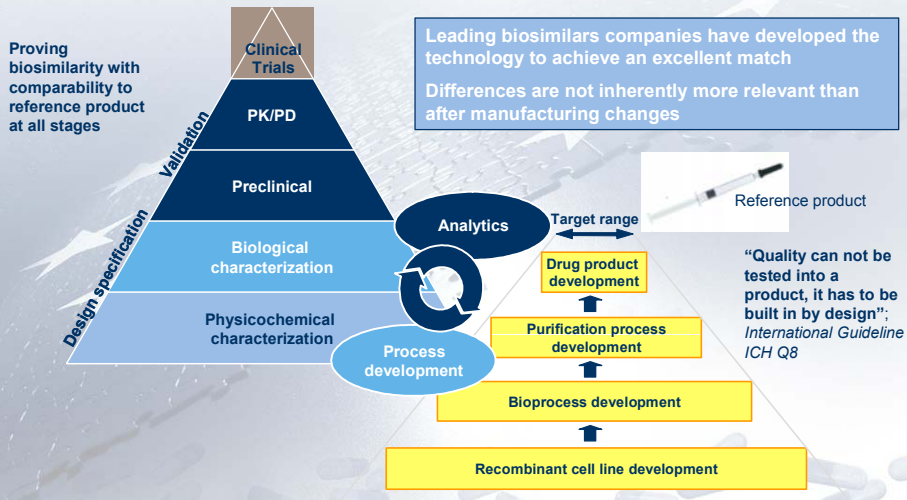 Proving
biosimilarity with
comparability to
reference product
at all stages
Clinical
Trials
PK/PD
Preclinical
Biological
characterization
Physicochemical
characterization
Validation
Design specification
Leading biosimilars companies have developed the
technology to achieve an excellent match
Differences are not inherently more relevant than
after manufacturing changes
Analytics
Process
development
Target range
Reference product
Drug product
development
Purification process
development
Bioprocess development
Recombinant cell line development
“Quality can not be
tested into a
product, it has to be
built in by design”;
International Guideline
ICH Q8